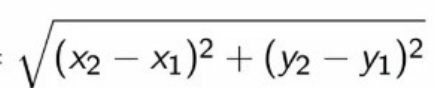 = √(x₂ − x₁)² + (y₂ − y₁)²